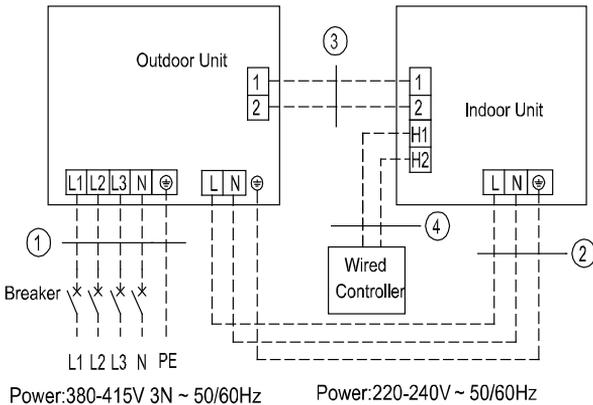 Outdoor Unit
③
1
1
2
2
Indoor Unit
H1
H2
L1 L2 L3 N
L N
L N
①
④
②
Wired
Controller
Breaker
L1 L2 L3 N PE
Power:380-415V 3N ~ 50/60Hz
Power:220-240V ~ 50/60Hz